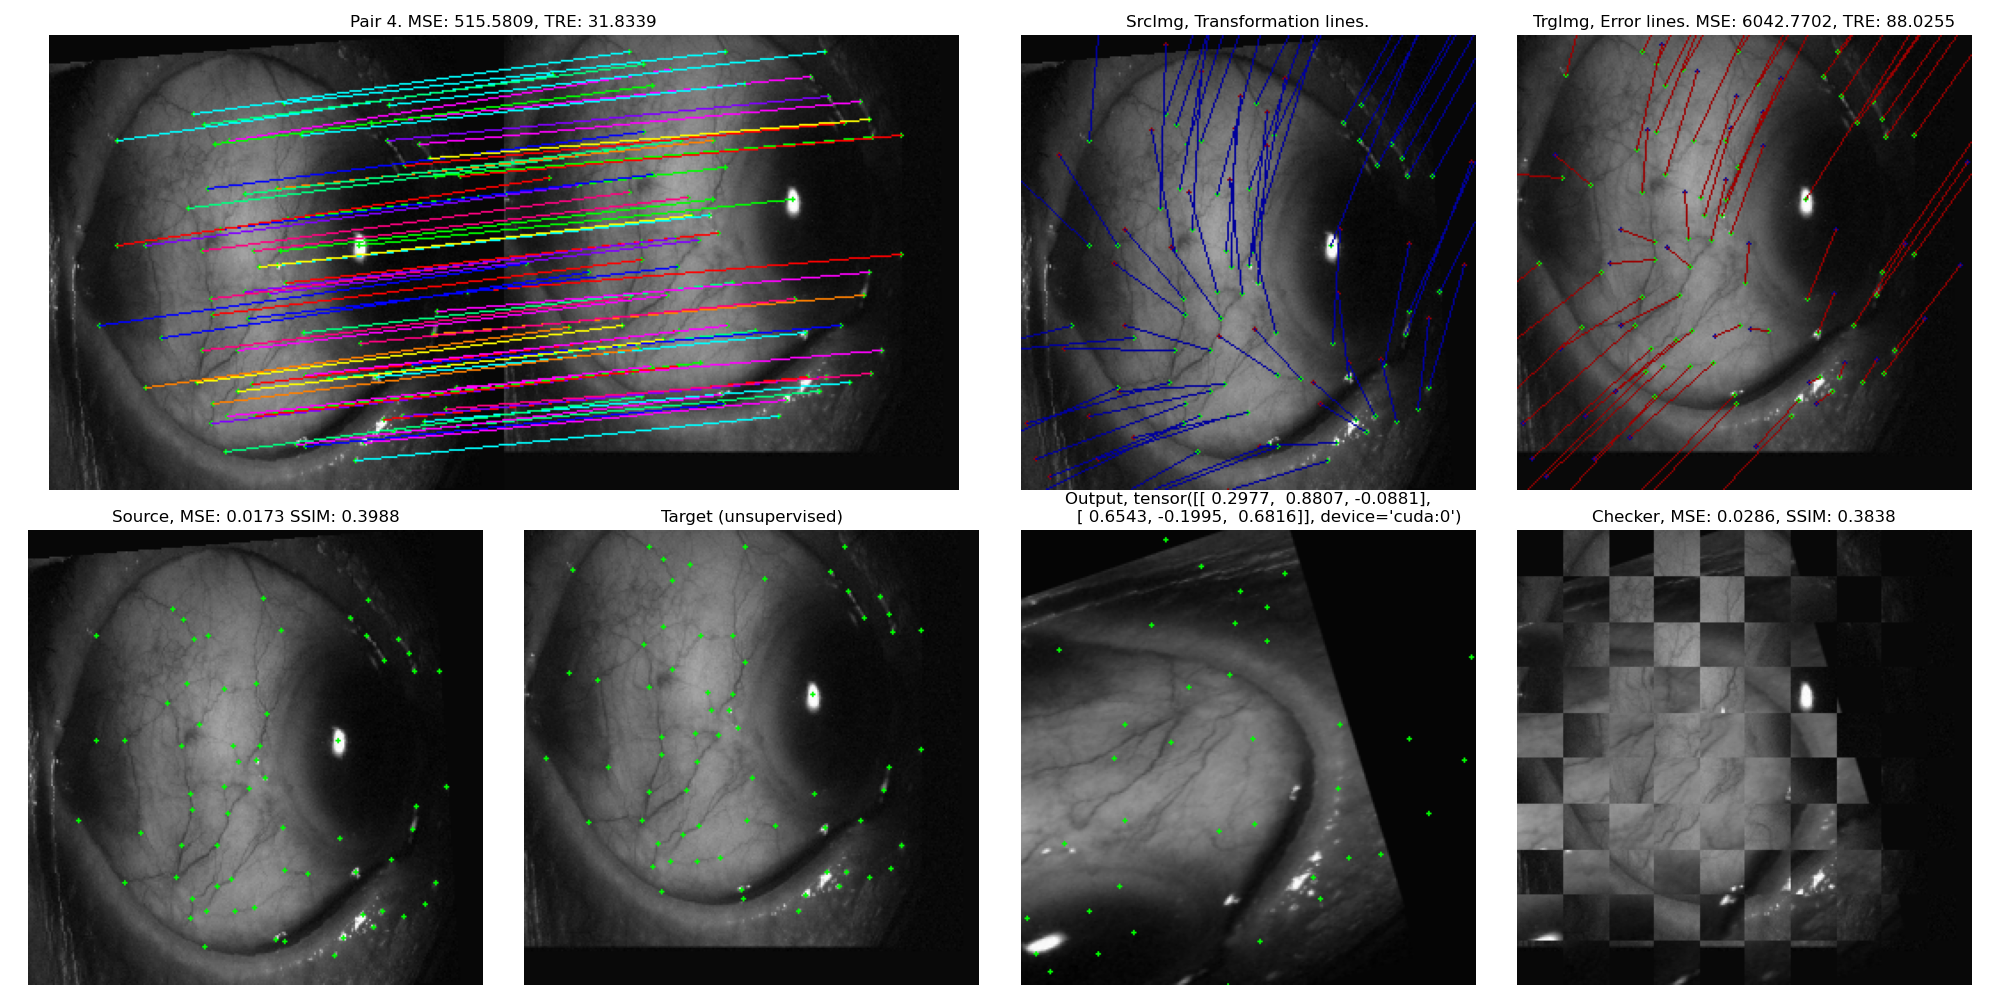 Pair 4. MSE: 515.5809, TRE: 31.8339
SrcImg, Transformation lines.
TrgImg, Error lines. MSE: 6042.7702, TRE: 88.0255
Source, MSE: 0.0173 SSIM: 0.3988
Target (unsupervised)
Output, tensor([[ 0.2977,  0.8807, -0.0881],
[ 0.6543, -0.1995,  0.6816]], device='cuda:0')
Checker, MSE: 0.0286, SSIM: 0.3838